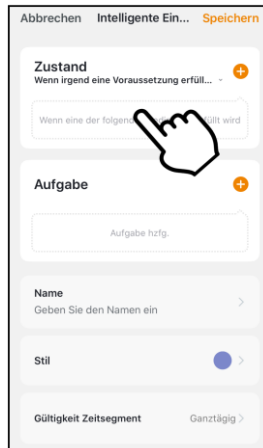 Abbrechen Intelligente Ein... Speichern
Zustand
Wenn irgend eine Voraussetzung erfüll...
Wenn eine der folgend
füllt wird
Aufgabe
Aufgabe hzfg.
Name
Geben Sie den Namen ein
Stil
Gültigkeit Zeitsegment Ganztägig